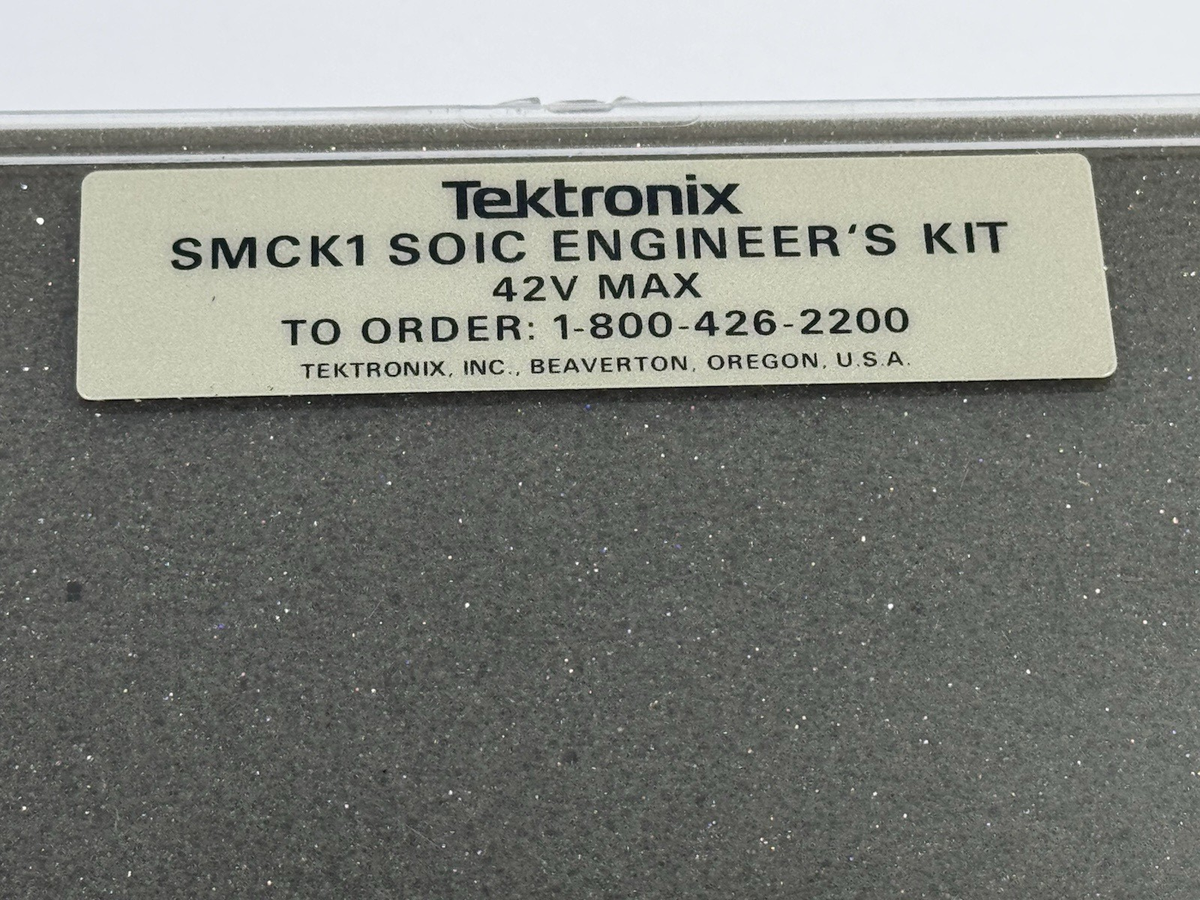 Tektronix
SMCK1 SOIC ENGINEER'S KIT
42V MAX
TO ORDER: 1-800-426-2200
TEKTRONIX, INC., BEAVERTON, OREGON, U.S.A.